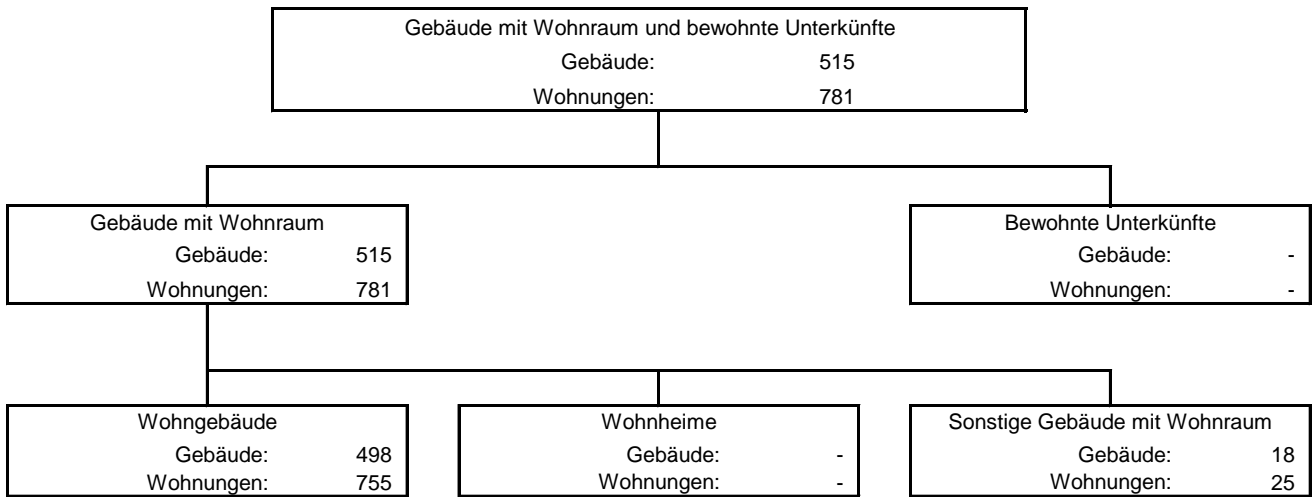 Gebäude mit Wohnraum und bewohnte Unterkünfte
Gebäude: 515
Wohnungen: 781
Gebäude mit Wohnraum
Gebäude: 515
Wohnungen: 781
Bewohnte Unterkünfte
Gebäude: -
Wohnungen: -
Wohngebäude
Gebäude: 498
Wohnungen: 755
Wohnheime
Gebäude: -
Wohnungen: -
Sonstige Gebäude mit Wohnraum
Gebäude: 18
Wohnungen: 25